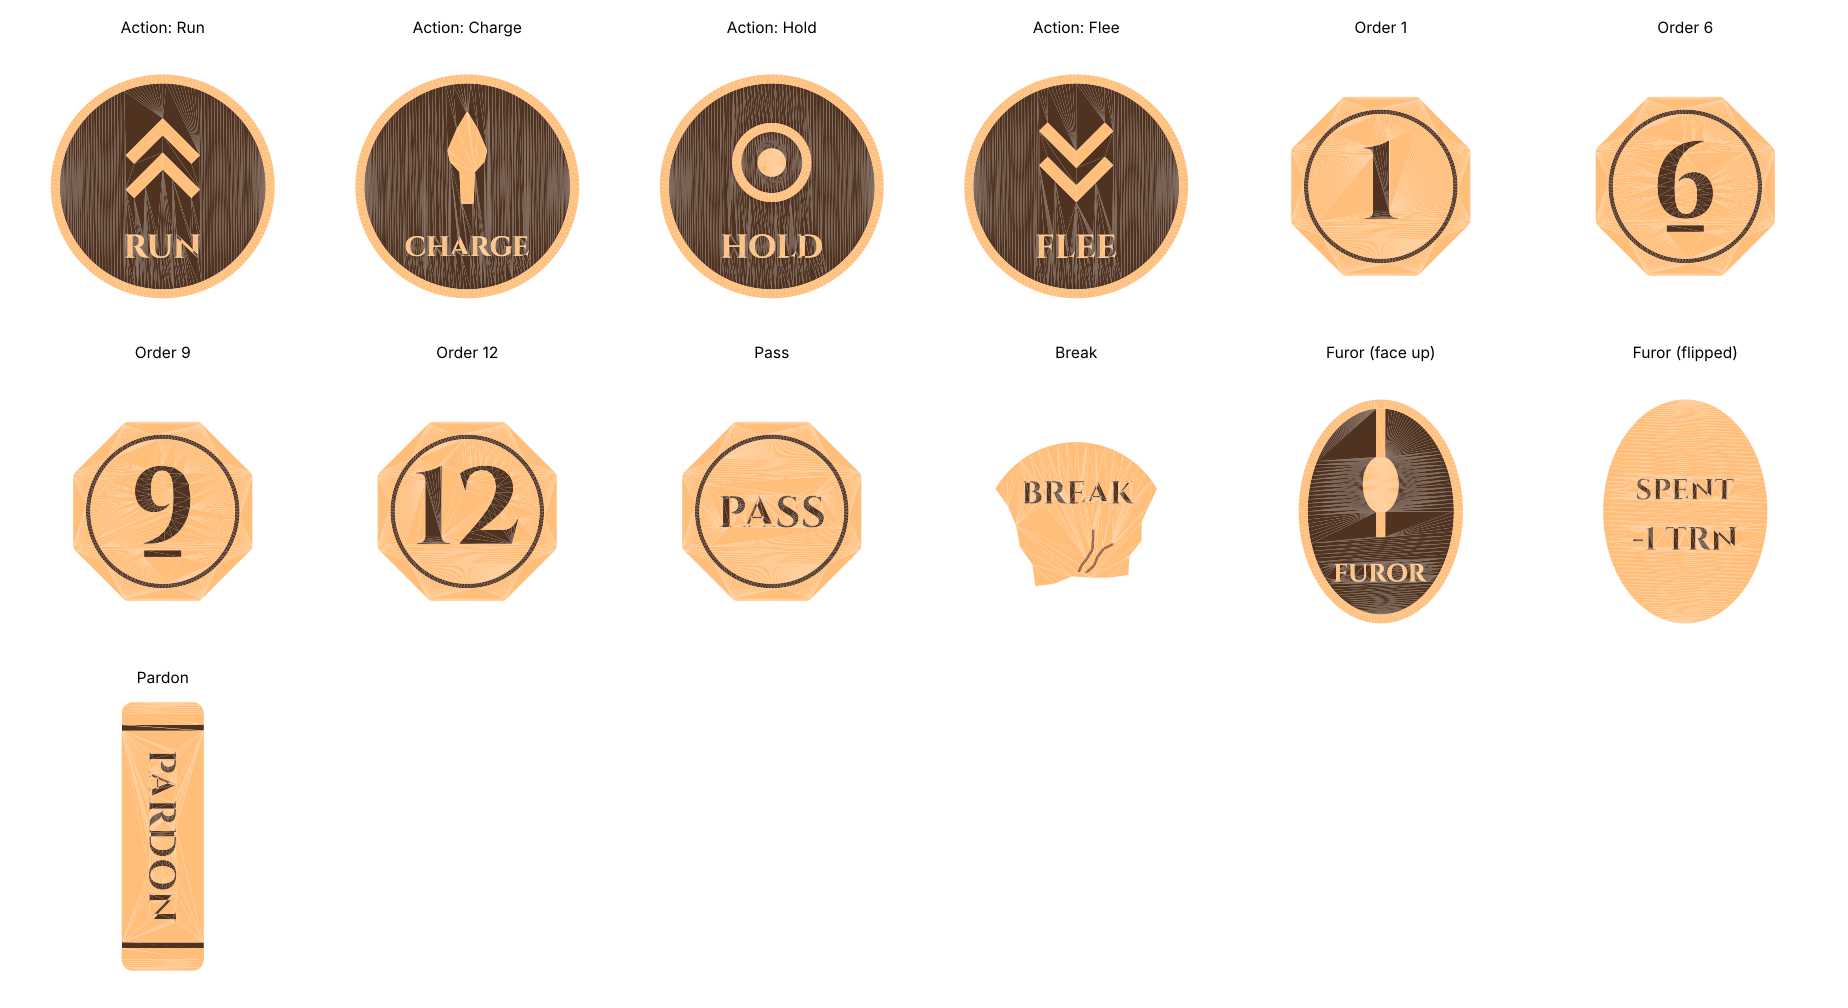 Action: Run
Action: Charge
Action: Hold
Action: Flee
Order 1
Order 6
RUN
CHARGE
HOLD
FLEE
1
6
Order 9
Order 12
Pass
Break
Furor (face up)
Furor (flipped)
9
12
PASS
BREAK
FUROR
SPENT
-1 TRN
Pardon
PARDON